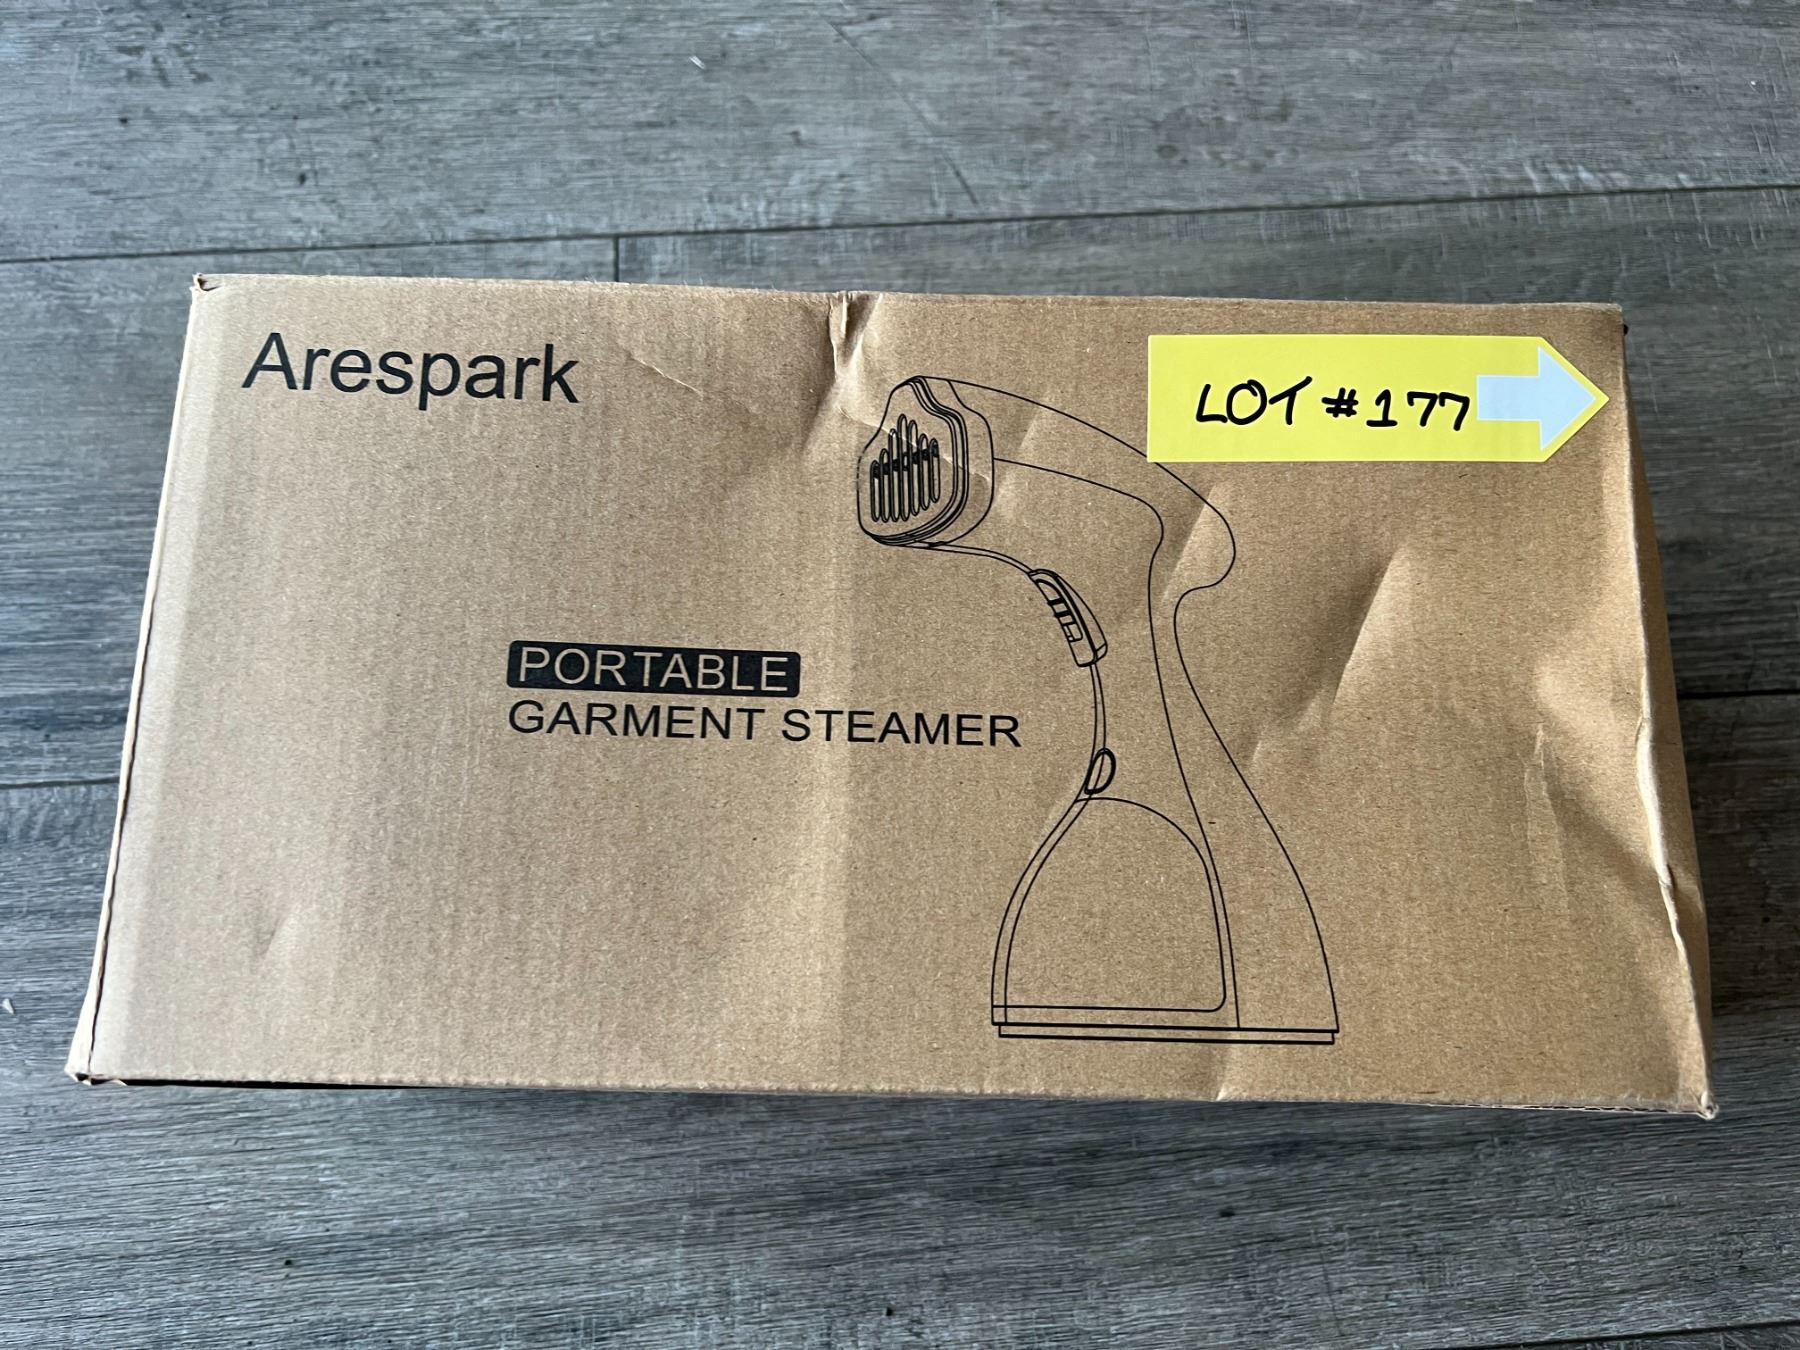 Arespark
LOT #177
PORTABLE
GARMENT STEAMER